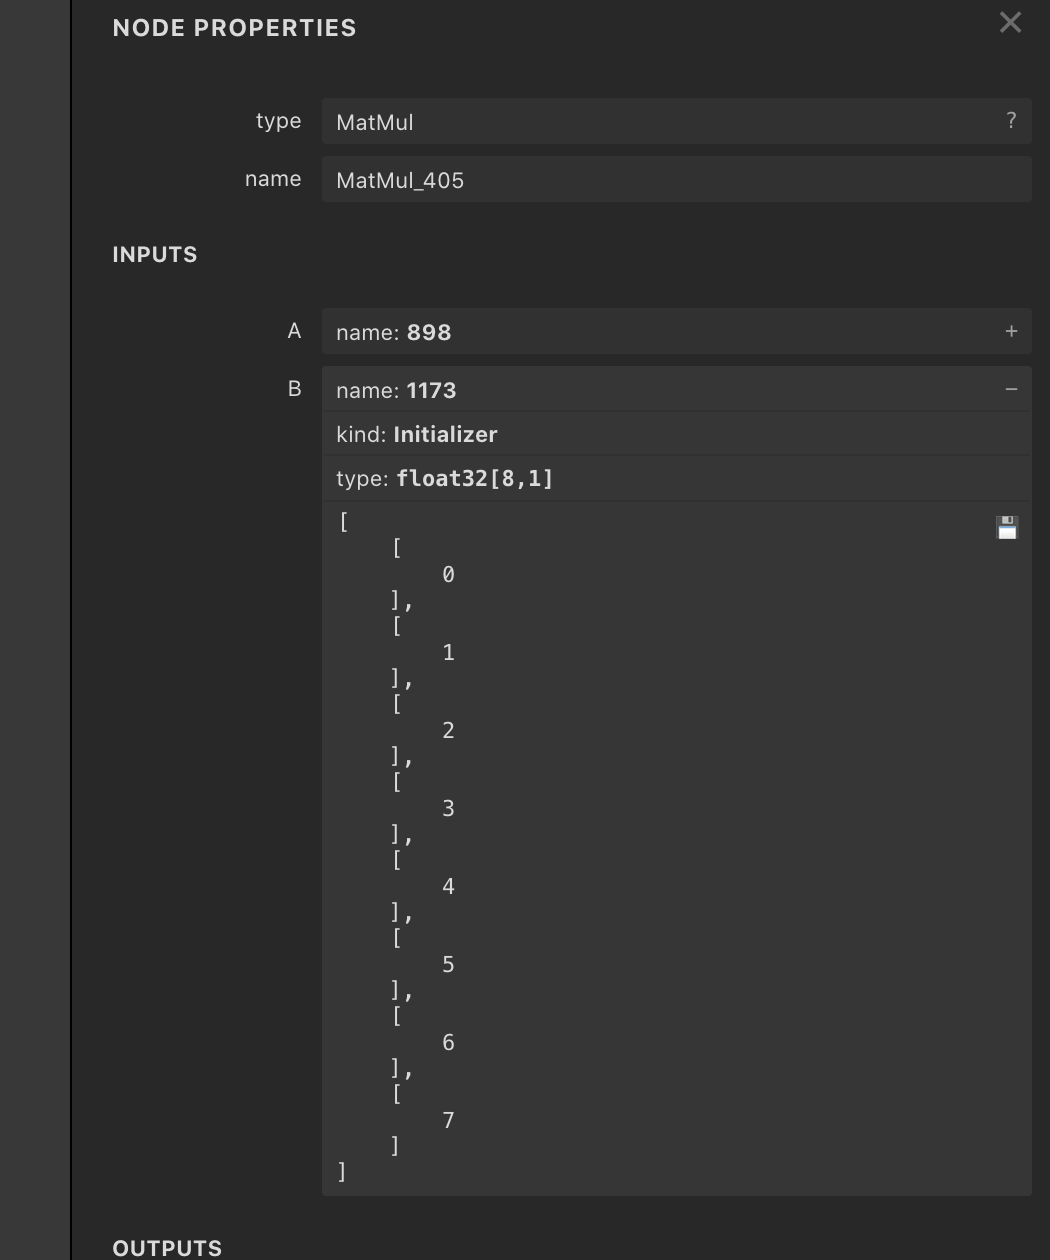 NODE PROPERTIES
type MatMul ?
name MatMul_405
INPUTS
A name: 898 +
B name: 1173 −
kind: Initializer
type: float32[8,1]
[
[
0
],
[
1
],
[
2
],
[
3
],
[
4
],
[
5
],
[
6
],
[
7
]
]
OUTPUTS